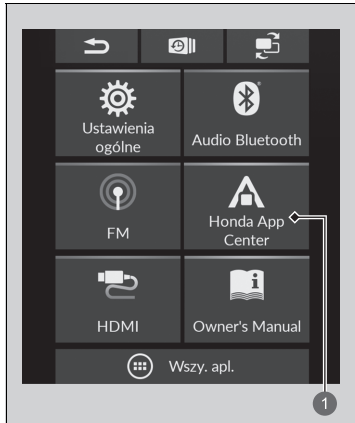 Ustawienia
ogólne
Audio Bluetooth
FM
Honda App
Center
HDMI
Owner's Manual
Wszy. apl.
1